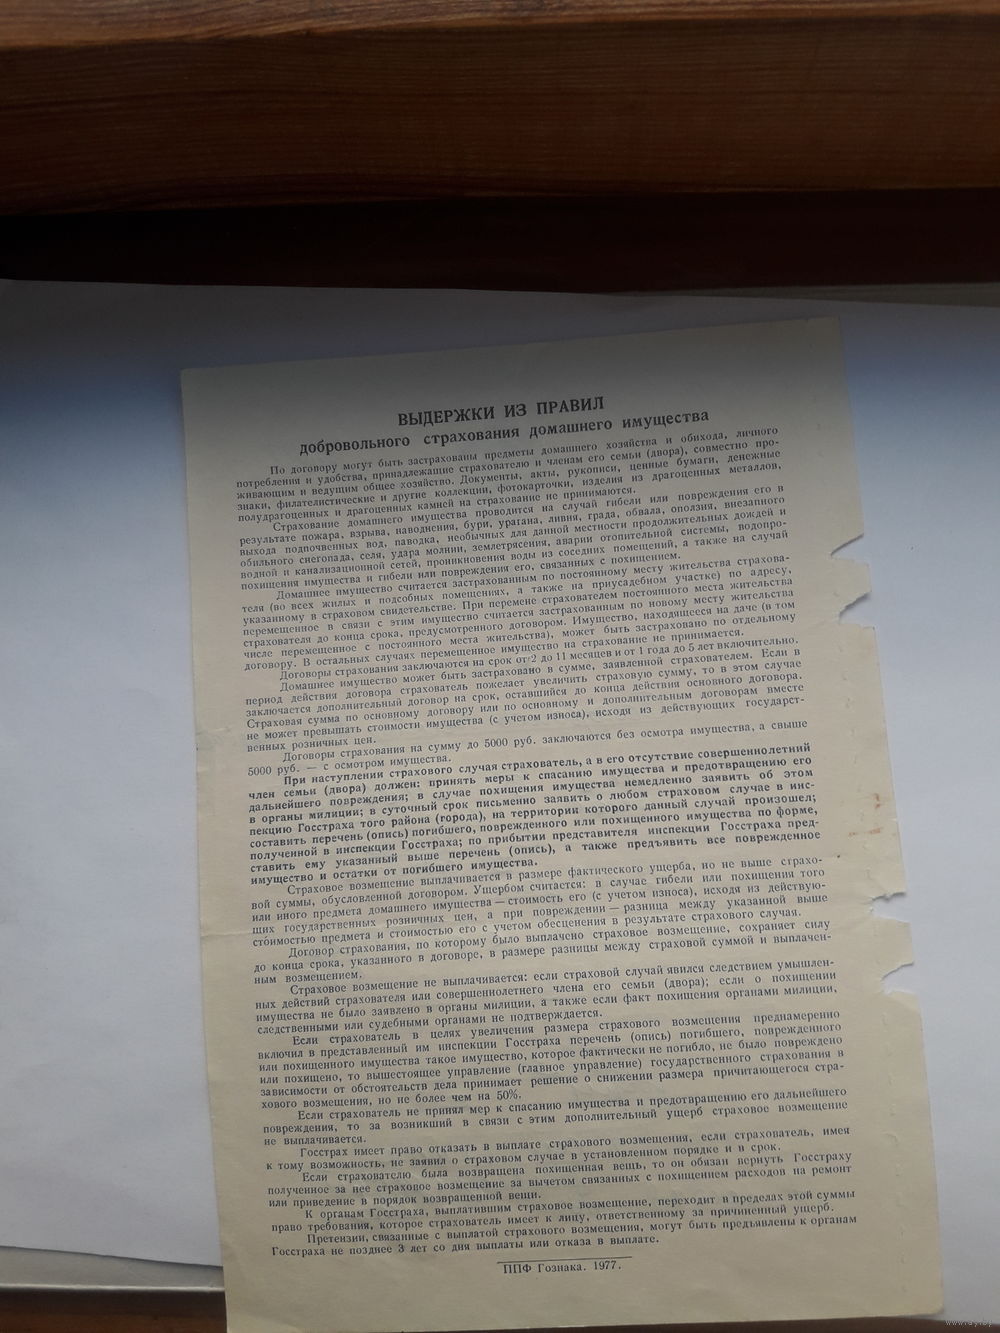 ВЫДЕРЖКИ ИЗ ПРАВИЛ
добровольного страхования домашнего имущества
По договору могут быть застрахованы предметы домашнего хозяйства и обихода, личного
потребления и удобства, принадлежащие страхователю и членам его семьи (двора), совместно про-
живающим и ведущим общее хозяйство. Документы, акты, рукописи, ценные бумаги, денежные
знаки, филателистические и другие коллекции, фотокарточки, изделия из драгоценных металлов,
полудрагоценных и драгоценных камней на страхование не принимаются.
Страхование домашнего имущества проводится на случай гибели или повреждения его в
результате пожара, взрыва, наводнения, бури, урагана, ливня, града, обвала, оползня, внезапного
выхода подпочвенных вод, паводка, необычных для данной местности продолжительных дождей и
обильного снегопада, селя, удара молнии, землетрясения, аварии отопительной системы, водопро-
водной и канализационной сетей, проникновения воды из соседних помещений, а также на случай
похищения имущества и гибели или повреждения его, связанных с похищением.
Домашнее имущество считается застрахованным по постоянному месту жительства страхова-
теля (во всех жилых и подсобных помещениях, а также на приусадебном участке) по адресу,
указанному в страховом свидетельстве. При перемене страхователем постоянного места жительства
перемещенное в связи с этим имущество считается застрахованным по новому месту жительства
страхователя до конца срока, предусмотренного договором. Имущество, находящееся на даче (в том
числе перемещенное с постоянного места жительства), может быть застраховано по отдельному
договору. В остальных случаях перемещенное имущество на страхование не принимается.
Договоры страхования заключаются на срок от 2 до 11 месяцев и от 1 года до 5 лет включительно.
Домашнее имущество может быть застраховано в сумме, заявленной страхователем. Если в
период действия договора страхователь пожелает увеличить страховую сумму, то в этом случае
заключается дополнительный договор на срок, оставшийся до конца действия основного договора.
Страховая сумма по основному договору или по основному и дополнительным договорам вместе
не может превышать стоимости имущества (с учетом износа), исходя из действующих государст-
венных розничных цен.
Договоры страхования на сумму до 5000 руб. заключаются без осмотра имущества, а свыше
5000 руб. — с осмотром имущества.
При наступлении страхового случая страхователь, а в его отсутствие совершеннолетний
член семьи (двора) должен: принять меры к спасанию имущества и предотвращению его
дальнейшего повреждения; в случае похищения имущества немедленно заявить об этом
в органы милиции; в суточный срок письменно заявить о любом страховом случае в инс-
пекцию Госстраха того района (города), на территории которого данный случай произошел;
составить перечень (опись) погибшего, поврежденного или похищенного имущества по форме,
полученной в инспекции Госстраха; по прибытии представителя инспекции Госстраха пред-
ставить ему указанный выше перечень (опись), а также предъявить все поврежденное
имущество и остатки от погибшего имущества.
Страховое возмещение выплачивается в размере фактического ущерба, но не выше страхо-
вой суммы, обусловленной договором. Ущербом считается: в случае гибели или похищения того
или иного предмета домашнего имущества — стоимость его (с учетом износа), исходя из действую-
щих государственных розничных цен, а при повреждении — разница между указанной выше
стоимостью предмета и стоимостью его с учетом обесценения в результате страхового случая.
Договор страхования, по которому было выплачено страховое возмещение, сохраняет силу
до конца срока, указанного в договоре, в размере разницы между страховой суммой и выплачен-
ным возмещением.
Страховое возмещение не выплачивается: если страховой случай явился следствием умышлен-
ных действий страхователя или совершеннолетнего члена его семьи (двора); если о похищении
имущества не было заявлено в органы милиции, а также если факт похищения органами милиции,
следственными или судебными органами не подтверждается.
Если страхователь в целях увеличения размера страхового возмещения преднамеренно
включил в представленный им инспекции Госстраха перечень (опись) погибшего, поврежденного
или похищенного имущества такое имущество, которое фактически не погибло, не было повреждено
или похищено, то вышестоящее управление (главное управление) государственного страхования в
зависимости от обстоятельств дела принимает решение о снижении размера причитающегося стра-
хового возмещения, но не более чем на 50%.
Если страхователь не принял мер к спасанию имущества и предотвращению его дальнейшего
повреждения, то за возникший в связи с этим дополнительный ущерб страховое возмещение
не выплачивается.
Госстрах имеет право отказать в выплате страхового возмещения, если страхователь, имея
к тому возможность, не заявил о страховом случае в установленном порядке и в срок.
Если страхователю была возвращена похищенная вещь, то он обязан вернуть Госстраху
полученное за нее страховое возмещение за вычетом связанных с похищением расходов на ремонт
или приведение в порядок возвращенной вещи.
К органам Госстраха, выплатившим страховое возмещение, переходит в пределах этой суммы
право требования, которое страхователь имеет к лицу, ответственному за причиненный ущерб.
Претензии, связанные с выплатой страхового возмещения, могут быть предъявлены к органам
Госстраха не позднее 3 лет со дня выплаты или отказа в выплате.
ППФ Гознака. 1977.